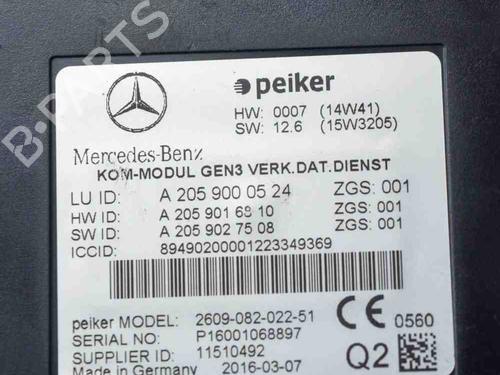 peiker
HW: 0007 (14W41)
SW: 12.6 (15W3205)
Mercedes-Benz
KOM-MODUL GEN3 VERK.DAT.DIENST
LU ID: A 205 900 05 24 ZGS: 001
HW ID: A 205 901 68 10 ZGS: 001
SW ID: A 205 902 75 08 ZGS: 001
ICCID: 89490200001223349369
peiker MODEL: 2609-082-022-51
CE 0560
SERIAL NO: P16001068897
SUPPLIER ID: 11510492
Q2
Made in Germany 2016-03-07
B-PARTS